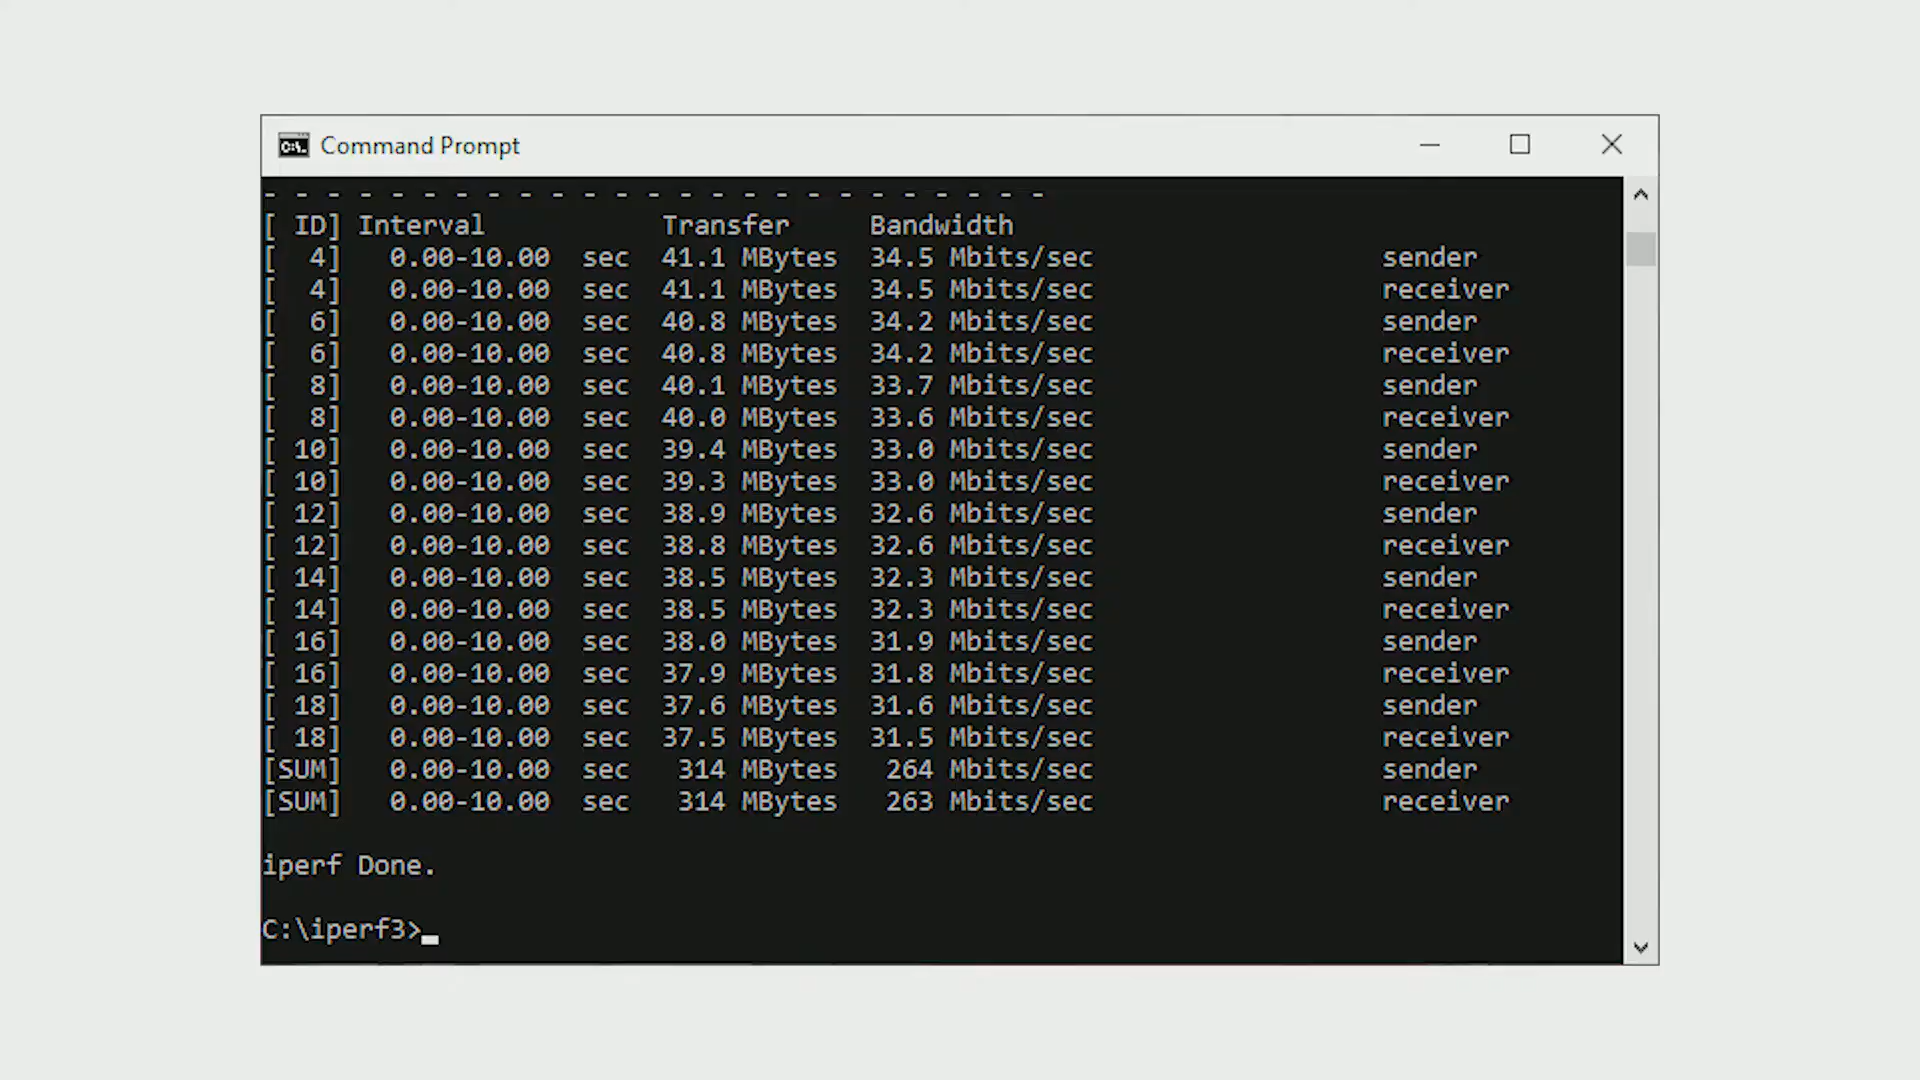 Command Prompt
- - - - - - - - - - - - - - - - - - - - - - - - -
[ ID] Interval Transfer Bandwidth
[ 4] 0.00-10.00 sec 41.1 MBytes 34.5 Mbits/sec sender
[ 4] 0.00-10.00 sec 41.1 MBytes 34.5 Mbits/sec receiver
[ 6] 0.00-10.00 sec 40.8 MBytes 34.2 Mbits/sec sender
[ 6] 0.00-10.00 sec 40.8 MBytes 34.2 Mbits/sec receiver
[ 8] 0.00-10.00 sec 40.1 MBytes 33.7 Mbits/sec sender
[ 8] 0.00-10.00 sec 40.0 MBytes 33.6 Mbits/sec receiver
[ 10] 0.00-10.00 sec 39.4 MBytes 33.0 Mbits/sec sender
[ 10] 0.00-10.00 sec 39.3 MBytes 33.0 Mbits/sec receiver
[ 12] 0.00-10.00 sec 38.9 MBytes 32.6 Mbits/sec sender
[ 12] 0.00-10.00 sec 38.8 MBytes 32.6 Mbits/sec receiver
[ 14] 0.00-10.00 sec 38.5 MBytes 32.3 Mbits/sec sender
[ 14] 0.00-10.00 sec 38.5 MBytes 32.3 Mbits/sec receiver
[ 16] 0.00-10.00 sec 38.0 MBytes 31.9 Mbits/sec sender
[ 16] 0.00-10.00 sec 37.9 MBytes 31.8 Mbits/sec receiver
[ 18] 0.00-10.00 sec 37.6 MBytes 31.6 Mbits/sec sender
[ 18] 0.00-10.00 sec 37.5 MBytes 31.5 Mbits/sec receiver
[SUM] 0.00-10.00 sec 314 MBytes 264 Mbits/sec sender
[SUM] 0.00-10.00 sec 314 MBytes 263 Mbits/sec receiver
iperf Done.
C:\iperf3>_